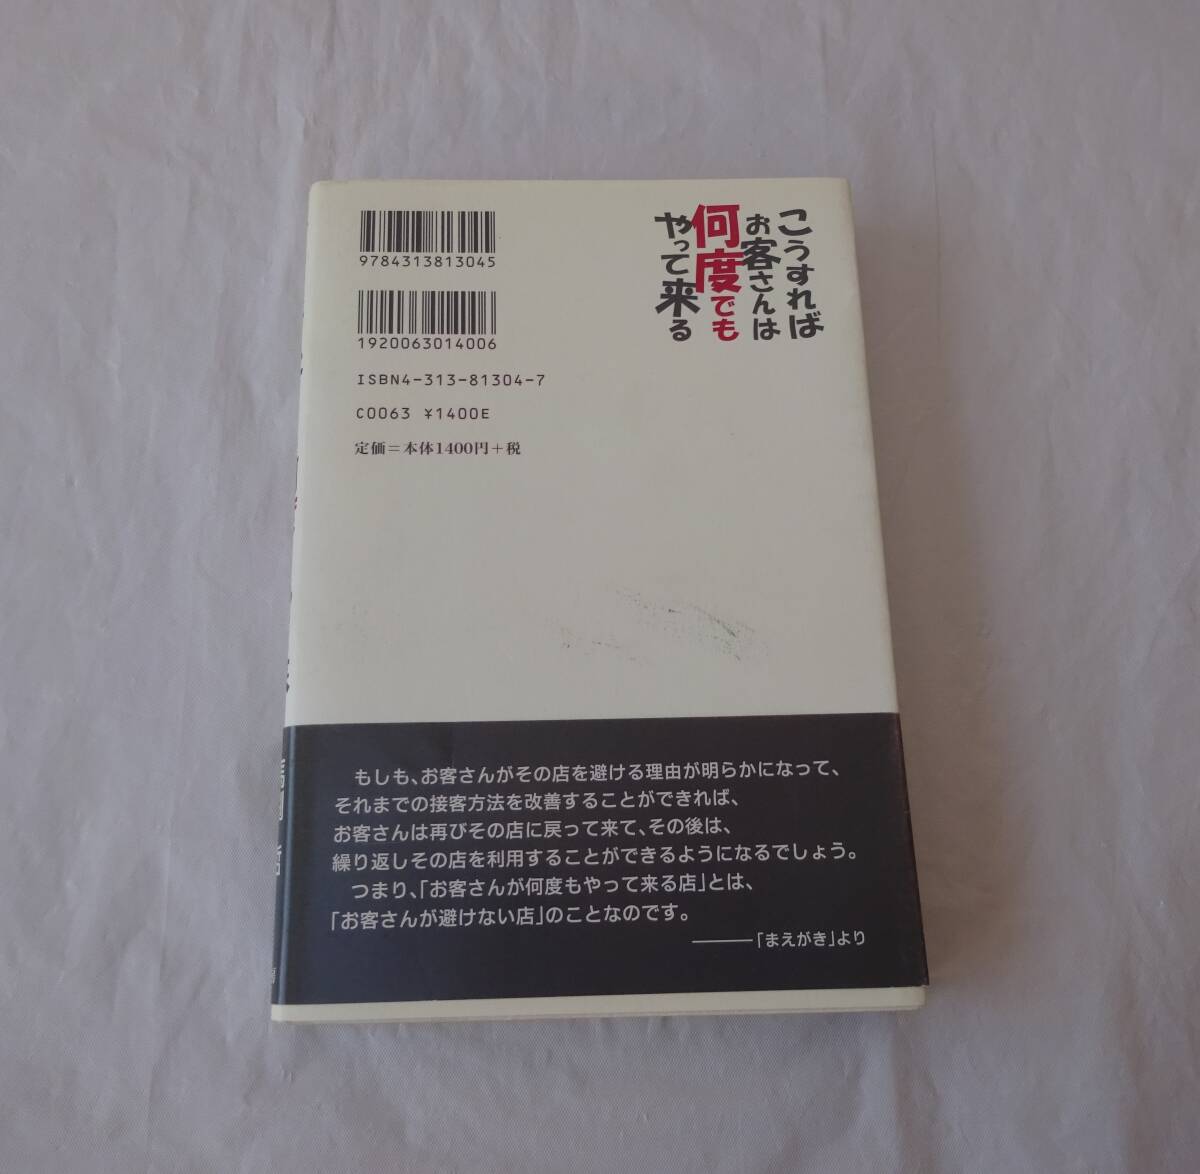 こうすれば
お客さんは
何度でも
やって来る
9784313813045
1920063014006
ISBN4-313-81304-7
C0063 ¥1400E
定価＝本体1400円＋税
もしも、お客さんがその店を避ける理由が明らかになって、
それまでの接客方法を改善することができれば、
お客さんは再びその店に戻って来て、その後は、
繰り返しその店を利用することができるようになるでしょう。
つまり、「お客さんが何度もやって来る店」とは、
「お客さんが避けない店」のことなのです。
———「まえがき」より